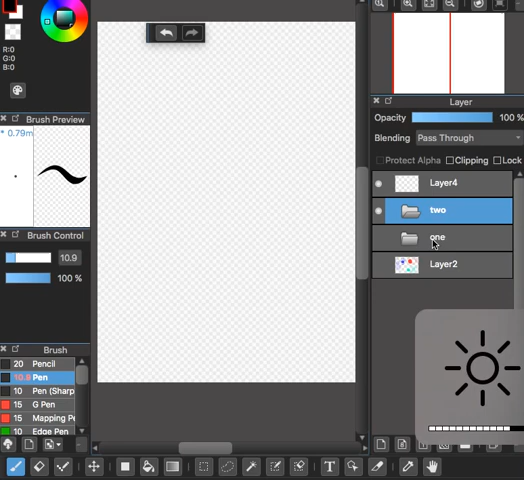 R:0
G:0
B:0
Brush Preview
* 0.79m
Brush Control
10.9
100 %
Brush
20 Pencil
10.9 Pen
10 Pen (Sharp
15 G Pen
15 Mapping Pe
10 Edge Pen
Layer
Opacity 100 %
Blending Pass Through
Protect Alpha Clipping Lock
Layer4
two
one
Layer2
T